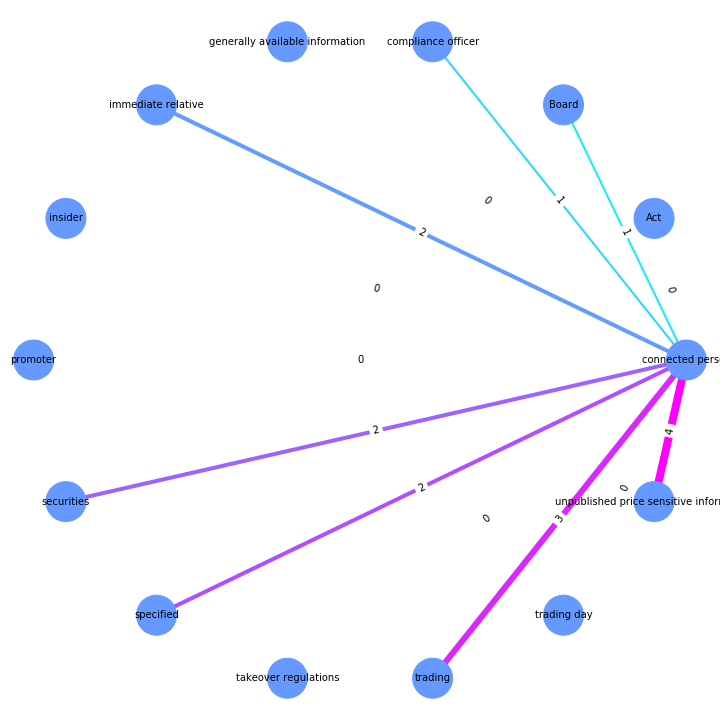 generally available information
compliance officer
immediate relative
Board
0
1
insider
Act
2
1
0
0
promoter
0
connected perso
2
4
securities
2
0
unpublished price sensitive inform
0
3
specified
trading day
takeover regulations
trading